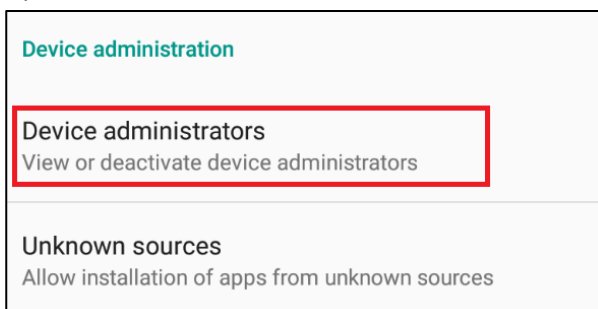 Device administration
Device administrators
View or deactivate device administrators
Unknown sources
Allow installation of apps from unknown sources